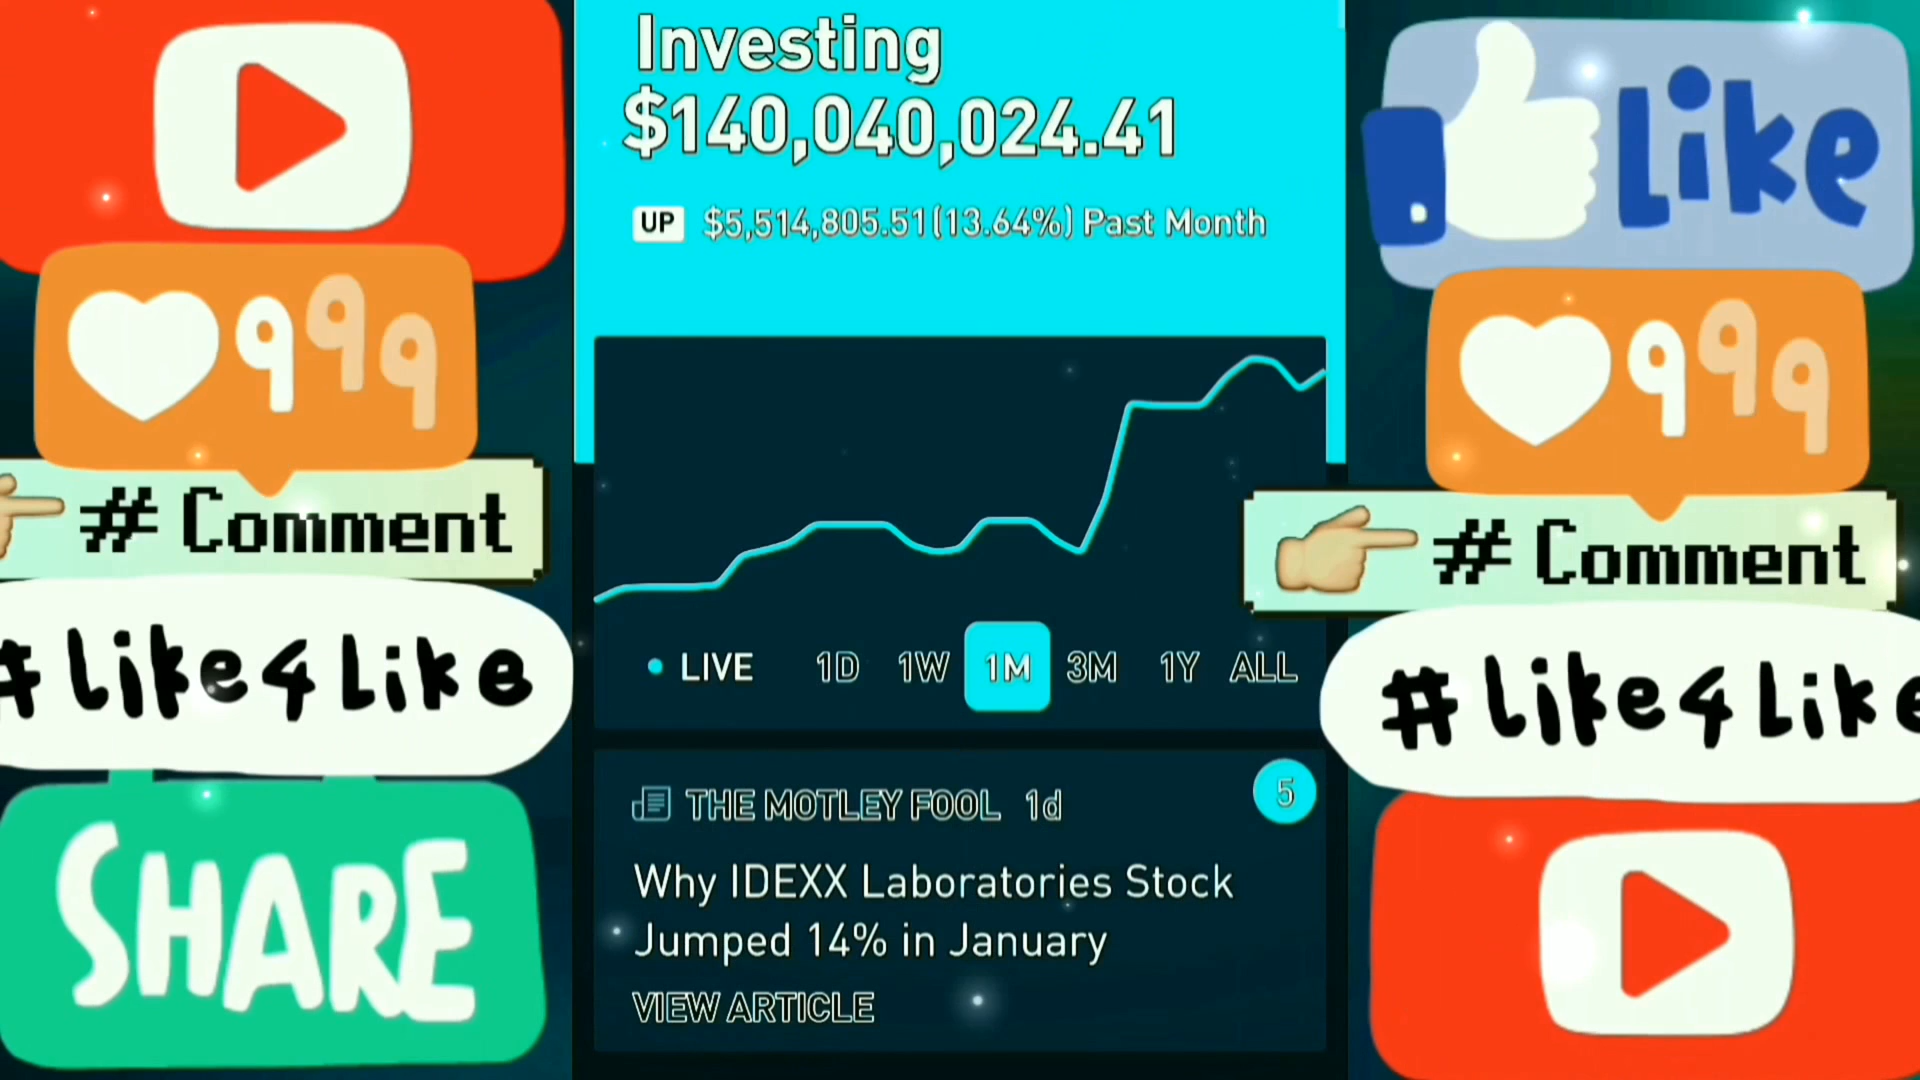 Investing
$140,040,024.41
UP $5,514,805.51(13.64%) Past Month
LIVE 1D 1W 1M 3M 1Y ALL
THE MOTLEY FOOL 1d 5
Why IDEXX Laboratories Stock
Jumped 14% in January
VIEW ARTICLE
999
# Comment
#like4like
SHARE
like
999
# Comment
#like4like